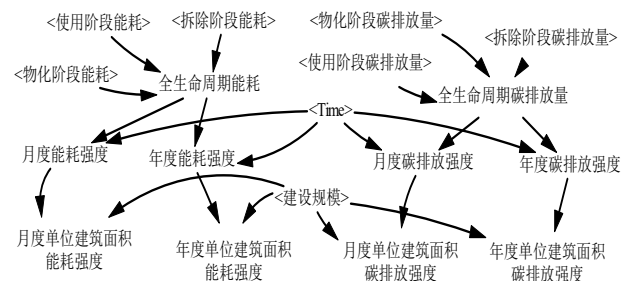 <使用阶段能耗>
<拆除阶段能耗>
<物化阶段碳排放量>
<拆除阶段碳排放量>
<物化阶段能耗>
<使用阶段碳排放量>
全生命周期能耗
全生命周期碳排放量
<Time>
月度能耗强度
年度能耗强度
月度碳排放强度
年度碳排放强度
<建设规模>
月度单位建筑面积
能耗强度
年度单位建筑面积
能耗强度
月度单位建筑面积
碳排放强度
年度单位建筑面积
碳排放强度